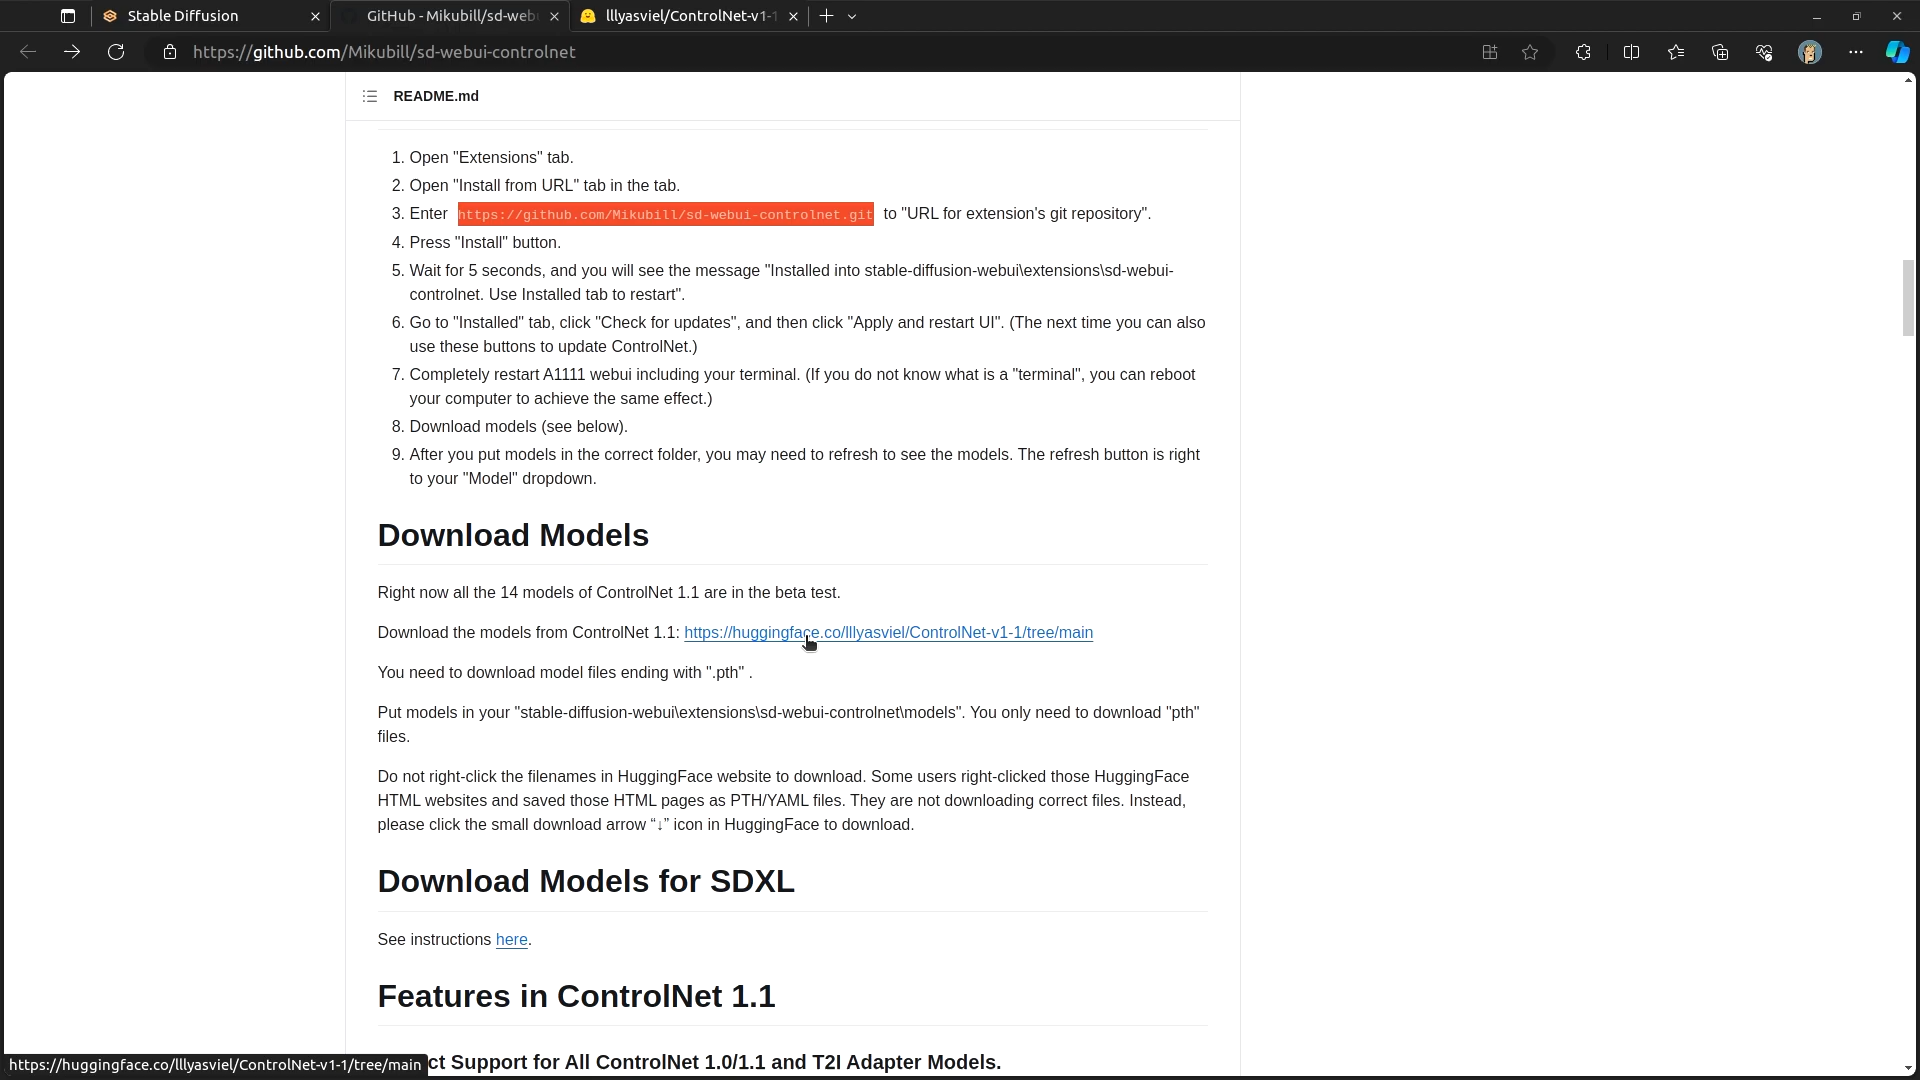 Stable Diffusion
GitHub - Mikubill/sd-web
lllyasviel/ControlNet-v1-1
https://github.com/Mikubill/sd-webui-controlnet
README.md
1. Open "Extensions" tab.
2. Open "Install from URL" tab in the tab.
3. Enter https://github.com/Mikubill/sd-webui-controlnet.git to "URL for extension's git repository".
4. Press "Install" button.
5. Wait for 5 seconds, and you will see the message "Installed into stable-diffusion-webui\extensions\sd-webui-
controlnet. Use Installed tab to restart".
6. Go to "Installed" tab, click "Check for updates", and then click "Apply and restart UI". (The next time you can also
use these buttons to update ControlNet.)
7. Completely restart A1111 webui including your terminal. (If you do not know what is a "terminal", you can reboot
your computer to achieve the same effect.)
8. Download models (see below).
9. After you put models in the correct folder, you may need to refresh to see the models. The refresh button is right
to your "Model" dropdown.
Download Models
Right now all the 14 models of ControlNet 1.1 are in the beta test.
Download the models from ControlNet 1.1: https://huggingface.co/lllyasviel/ControlNet-v1-1/tree/main
You need to download model files ending with ".pth" .
Put models in your "stable-diffusion-webui\extensions\sd-webui-controlnet\models". You only need to download "pth"
files.
Do not right-click the filenames in HuggingFace website to download. Some users right-clicked those HuggingFace
HTML websites and saved those HTML pages as PTH/YAML files. They are not downloading correct files. Instead,
please click the small download arrow “↓” icon in HuggingFace to download.
Download Models for SDXL
See instructions here.
Features in ControlNet 1.1
ct Support for All ControlNet 1.0/1.1 and T2I Adapter Models.
https://huggingface.co/lllyasviel/ControlNet-v1-1/tree/main